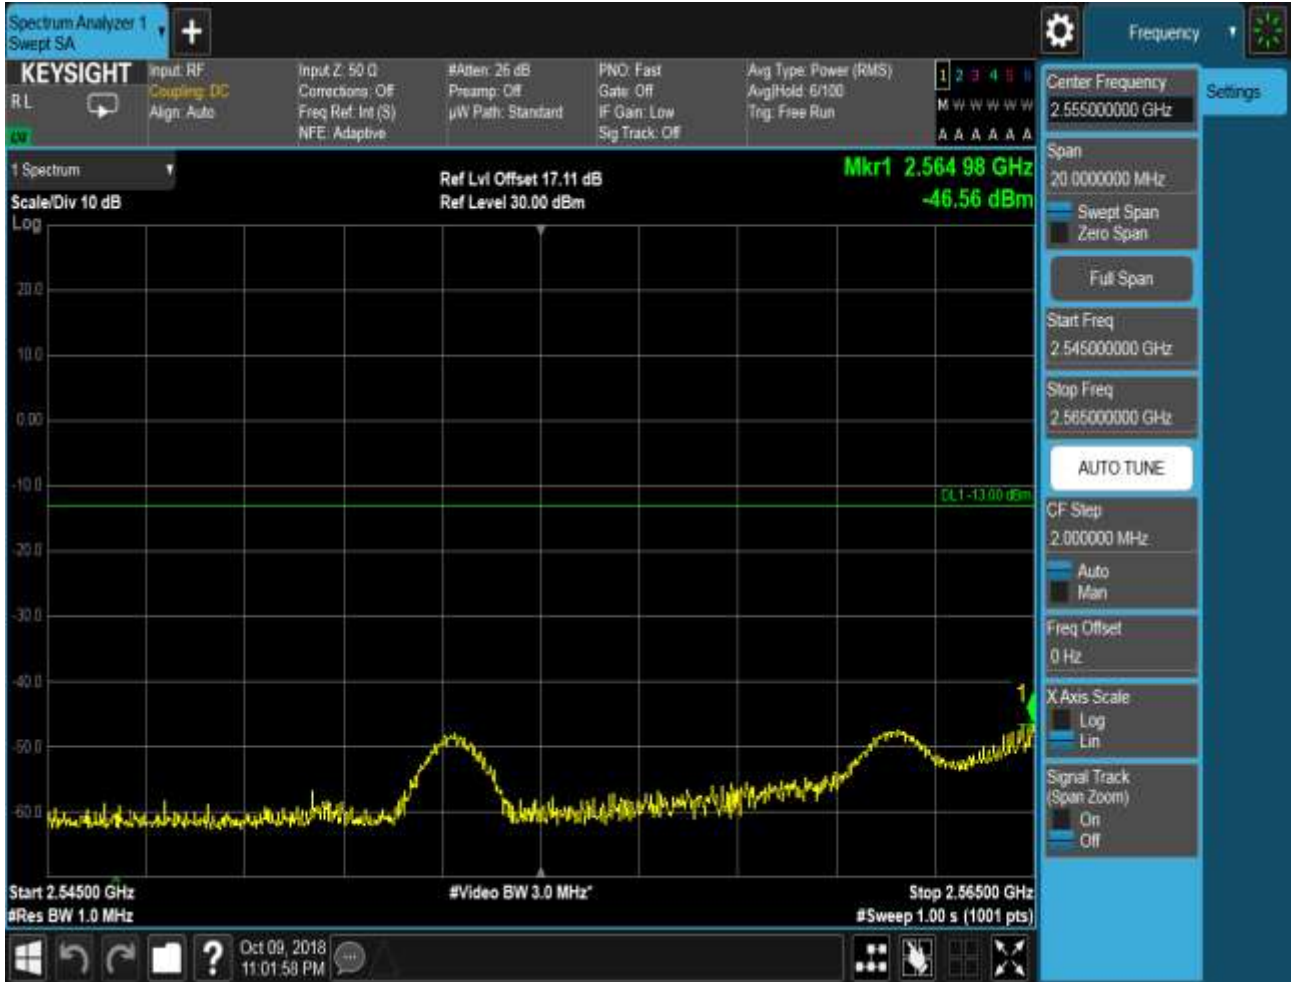 Spectrum Analyzer 1
Swept SA
+
Frequency
KEYSIGHT
R L
Input: RF
Coupling: DC
Align: Auto
Input Z: 50 Ω
Corrections: Off
Freq Ref: Int (S)
NFE: Adaptive
#Atten: 26 dB
Preamp: Off
µW Path: Standard
PNO: Fast
Gate: Off
IF Gain: Low
Sig Track: Off
Avg Type: Power (RMS)
Avg|Hold: 6/100
Trig: Free Run
1 2 3 4 5 6
M W W W W W
A A A A A A
1 Spectrum
Scale/Div 10 dB
Log
Ref Lvl Offset 17.11 dB
Ref Level 30.00 dBm
Mkr1 2.564 98 GHz
-46.56 dBm
20.0
10.0
0.00
-10.0
DL1 -13.00 dBm
-20.0
-30.0
-40.0
1
-50.0
-60.0
Start 2.54500 GHz
#Res BW 1.0 MHz
#Video BW 3.0 MHz*
Stop 2.56500 GHz
#Sweep 1.00 s (1001 pts)
Center Frequency
2.555000000 GHz
Settings
Span
20.0000000 MHz
Swept Span
Zero Span
Full Span
Start Freq
2.545000000 GHz
Stop Freq
2.565000000 GHz
AUTO TUNE
CF Step
2.000000 MHz
Auto
Man
Freq Offset
0 Hz
X Axis Scale
Log
Lin
Signal Track
(Span Zoom)
On
Off
?
Oct 09, 2018
11:01:58 PM